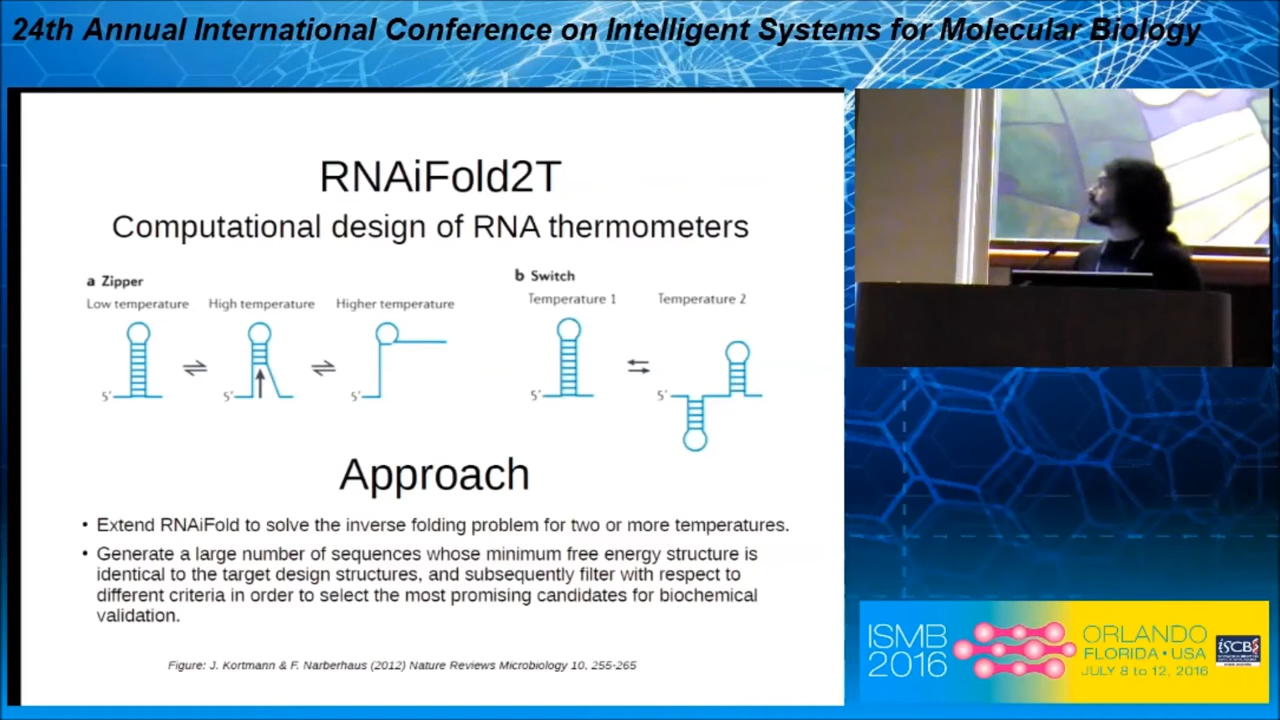 24th Annual International Conference on Intelligent Systems for Molecular Biology
RNAiFold2T
Computational design of RNA thermometers
a Zipper
Low temperature High temperature Higher temperature
5′ 5′ 5′
b Switch
Temperature 1 Temperature 2
5′ 5′
Approach
• Extend RNAiFold to solve the inverse folding problem for two or more temperatures.
• Generate a large number of sequences whose minimum free energy structure is
identical to the target design structures, and subsequently filter with respect to
different criteria in order to select the most promising candidates for biochemical
validation.
Figure: J. Kortmann & F. Narberhaus (2012) Nature Reviews Microbiology 10, 255-265
ISMB
2016
ORLANDO
FLORIDA • USA
JULY 8 to 12, 2016
iSCB